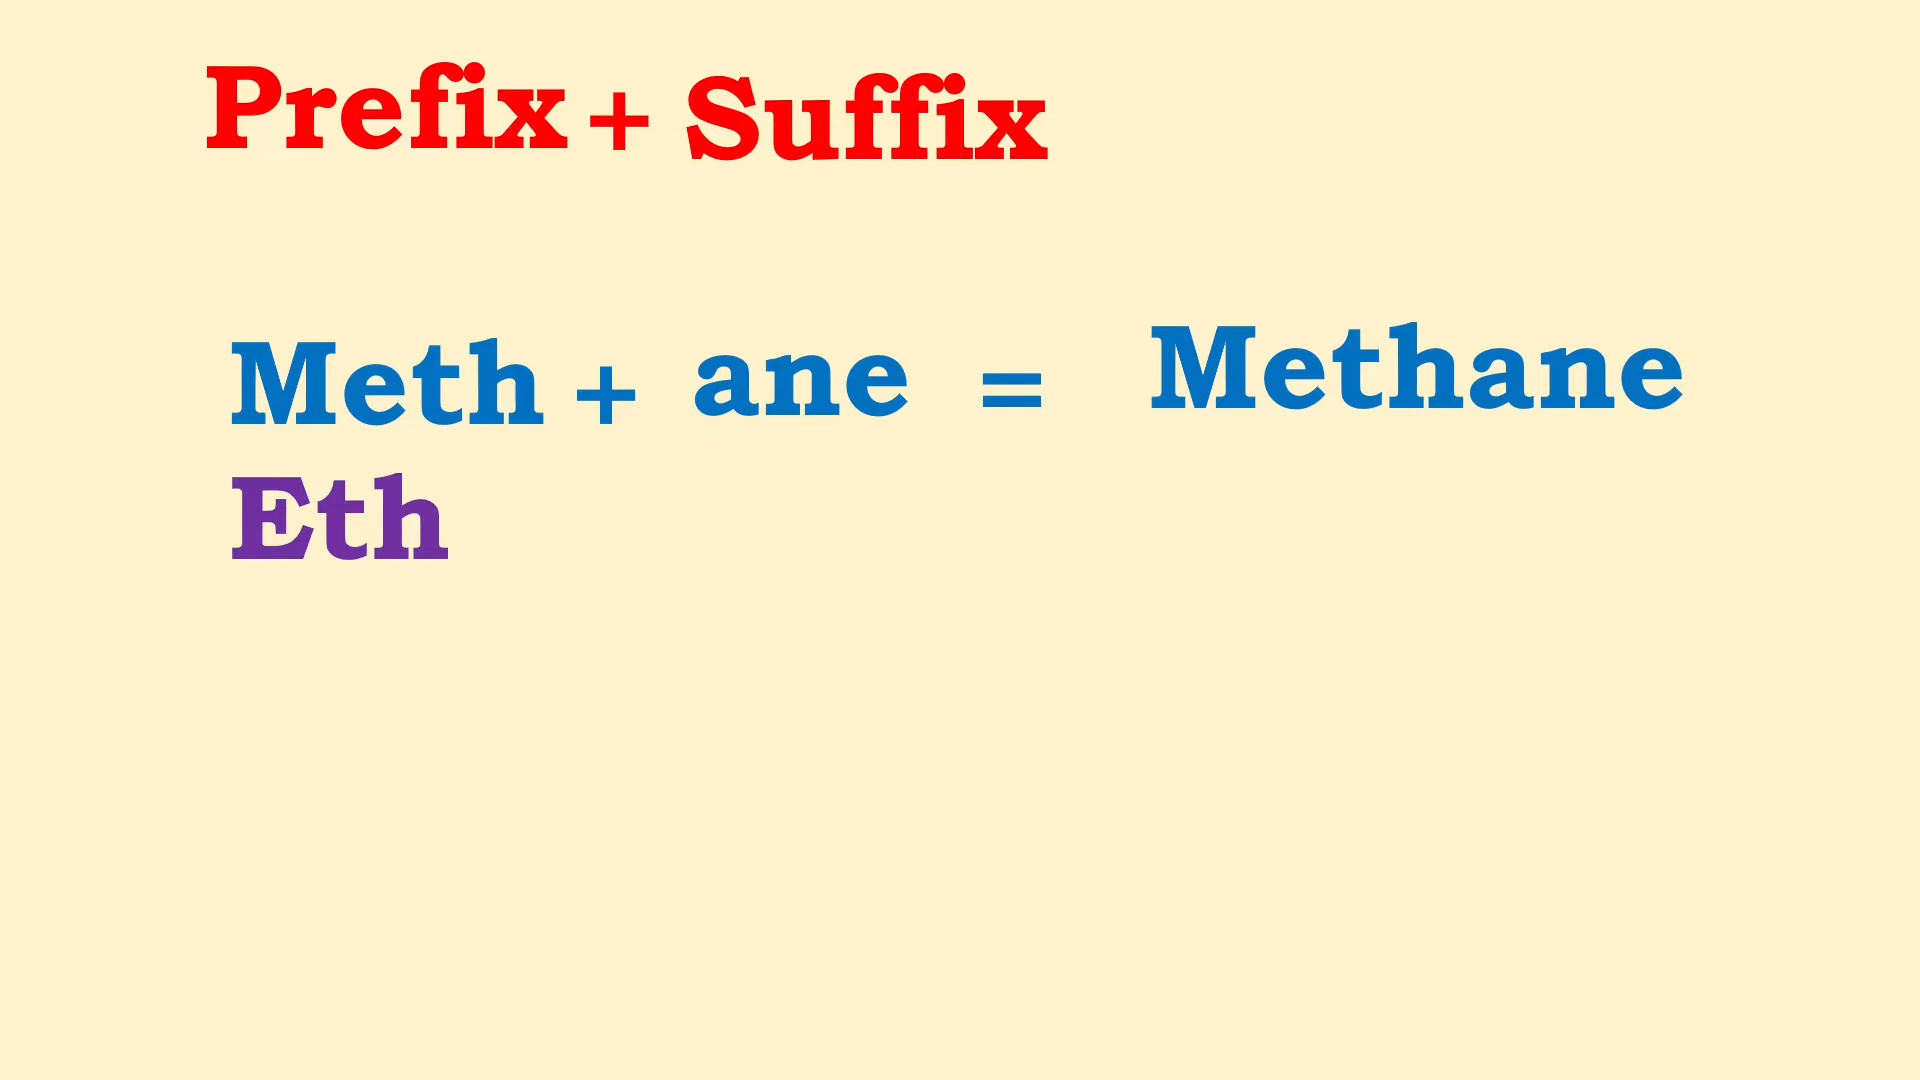 Prefix + Suffix
Meth + ane = Methane
Eth